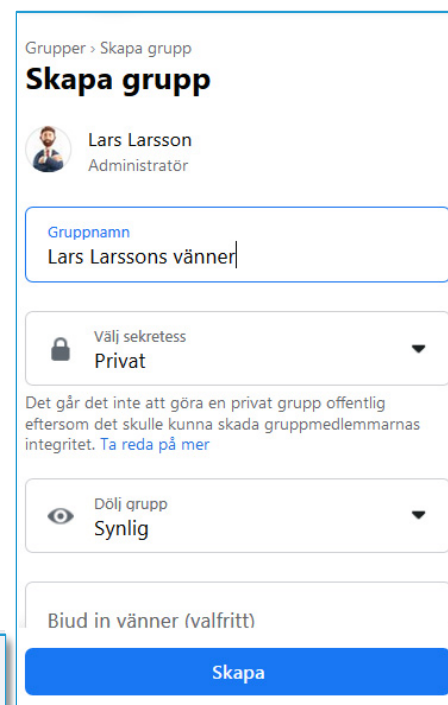 Grupper › Skapa grupp
Skapa grupp
Lars Larsson
Administratör
Gruppnamn
Lars Larssons vänner
Välj sekretess
Privat
Det går det inte att göra en privat grupp offentlig
eftersom det skulle kunna skada gruppmedlemmarnas
integritet. Ta reda på mer
Dölj grupp
Synlig
Bjud in vänner (valfritt)
Skapa